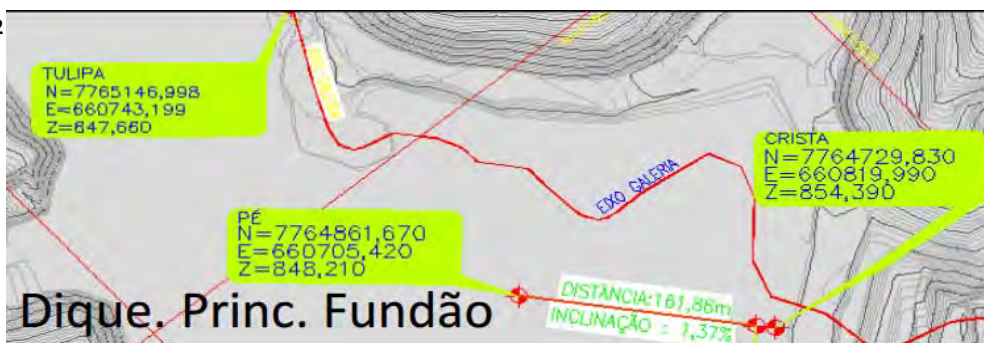 TULIPA
N=7765146,998
E=660743,199
Z=847,660
CRISTA
N=7764729,830
E=660819,990
Z=854,390
EIXO GALERIA
PÉ
N=7764861,670
E=660705,420
Z=848,210
DISTÂNCIA:161,86m
INCLINAÇÃO = 1,37%
Dique. Princ. Fundão